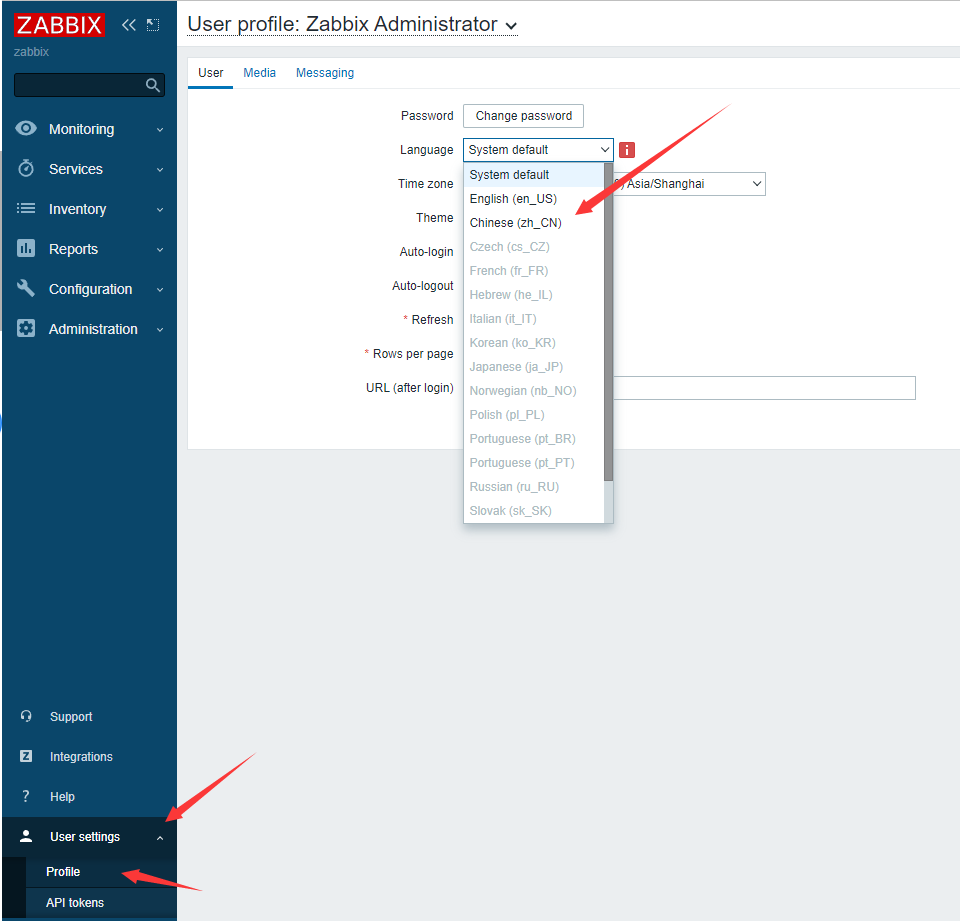 ZABBIX
zabbix
Monitoring
Services
Inventory
Reports
Configuration
Administration
Support
Integrations
Help
User settings
Profile
API tokens
User profile: Zabbix Administrator
User Media Messaging
Password Change password
Language System default
Time zone Asia/Shanghai
Theme
Auto-login
Auto-logout
* Refresh
* Rows per page
URL (after login)
System default
English (en_US)
Chinese (zh_CN)
Czech (cs_CZ)
French (fr_FR)
Hebrew (he_IL)
Italian (it_IT)
Korean (ko_KR)
Japanese (ja_JP)
Norwegian (nb_NO)
Polish (pl_PL)
Portuguese (pt_BR)
Portuguese (pt_PT)
Russian (ru_RU)
Slovak (sk_SK)